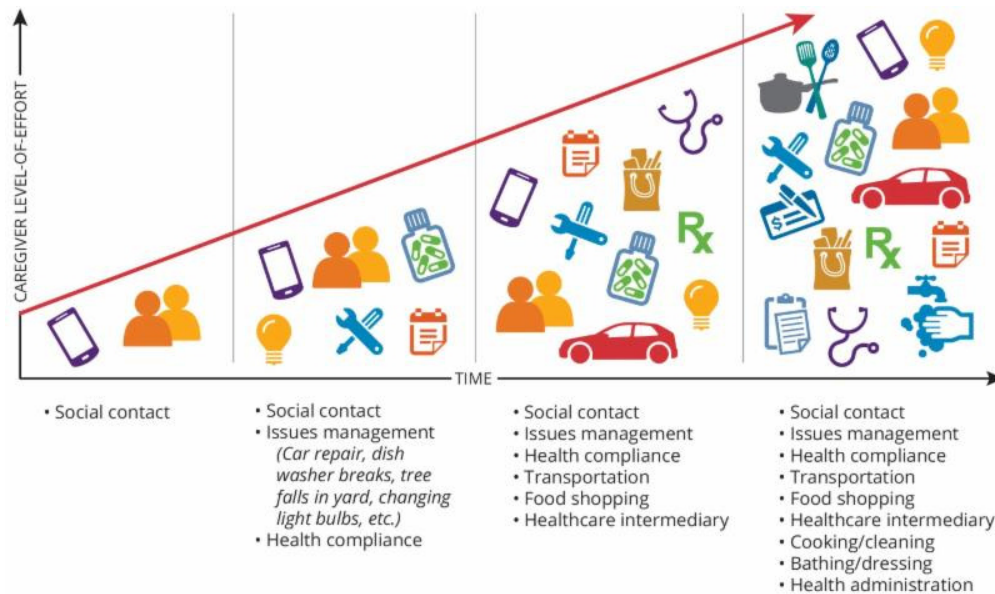 CAREGIVER LEVEL-OF-EFFORT
$
Rx
Rx
TIME
• Social contact
• Social contact
• Issues management
(Car repair, dish
washer breaks, tree
falls in yard, changing
light bulbs, etc.)
• Health compliance
• Social contact
• Issues management
• Health compliance
• Transportation
• Food shopping
• Healthcare intermediary
• Social contact
• Issues management
• Health compliance
• Transportation
• Food shopping
• Healthcare intermediary
• Cooking/cleaning
• Bathing/dressing
• Health administration